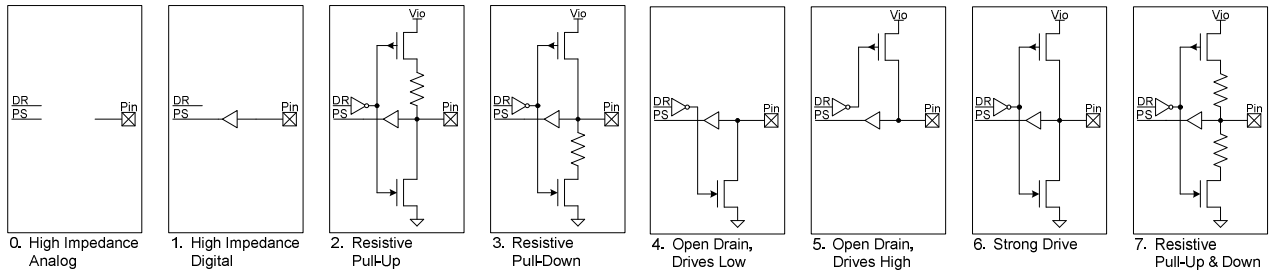 DR
PS
Pin
0. High Impedance
Analog
DR
PS
Pin
1. High Impedance
Digital
Vio
DR
PS
Pin
2. Resistive
Pull-Up
Vio
DR
PS
Pin
3. Resistive
Pull-Down
DR
PS
Pin
4. Open Drain,
Drives Low
Vio
DR
PS
Pin
5. Open Drain,
Drives High
Vio
DR
PS
Pin
6. Strong Drive
Vio
DR
PS
Pin
7. Resistive
Pull-Up & Down